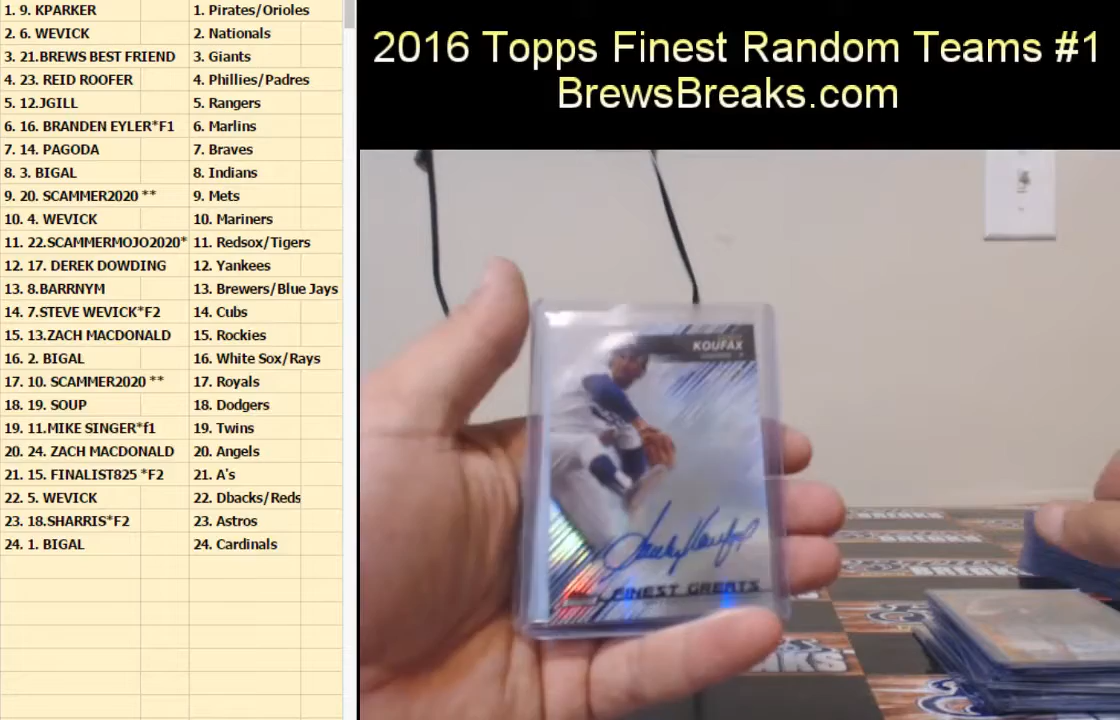 1. 9. KPARKER 1. Pirates/Orioles
2. 6. WEVICK 2. Nationals
3. 21.BREWS BEST FRIEND 3. Giants
4. 23. REID ROOFER 4. Phillies/Padres
5. 12.JGILL 5. Rangers
6. 16. BRANDEN EYLER*F1 6. Marlins
7. 14. PAGODA 7. Braves
8. 3. BIGAL 8. Indians
9. 20. SCAMMER2020 ** 9. Mets
10. 4. WEVICK 10. Mariners
11. 22.SCAMMERMOJO2020* 11. Redsox/Tigers
12. 17. DEREK DOWDING 12. Yankees
13. 8.BARRNYM 13. Brewers/Blue Jays
14. 7.STEVE WEVICK*F2 14. Cubs
15. 13.ZACH MACDONALD 15. Rockies
16. 2. BIGAL 16. White Sox/Rays
17. 10. SCAMMER2020 ** 17. Royals
18. 19. SOUP 18. Dodgers
19. 11.MIKE SINGER*f1 19. Twins
20. 24. ZACH MACDONALD 20. Angels
21. 15. FINALIST825 *F2 21. A's
22. 5. WEVICK 22. Dbacks/Reds
23. 18.SHARRIS*F2 23. Astros
24. 1. BIGAL 24. Cardinals
2016 Topps Finest Random Teams #1
BrewsBreaks.com
KOUFAX
Sandy Koufax
FINEST GREATS